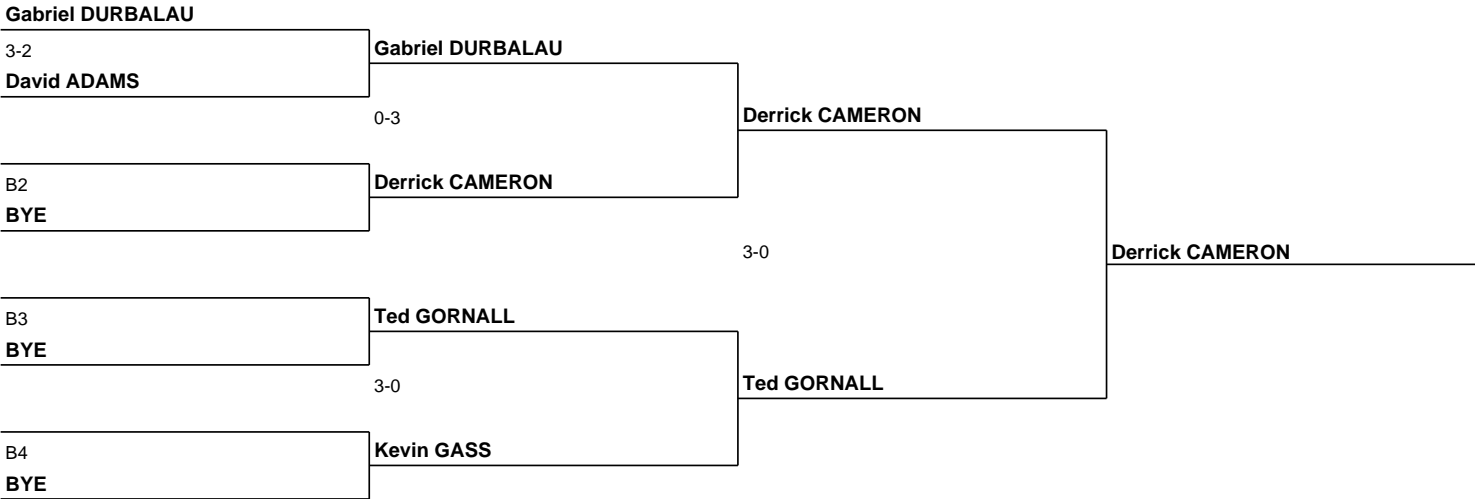 Gabriel DURBALAU
3-2
Gabriel DURBALAU
David ADAMS
0-3
Derrick CAMERON
B2
Derrick CAMERON
BYE
3-0
Derrick CAMERON
B3
Ted GORNALL
BYE
3-0
Ted GORNALL
B4
Kevin GASS
BYE